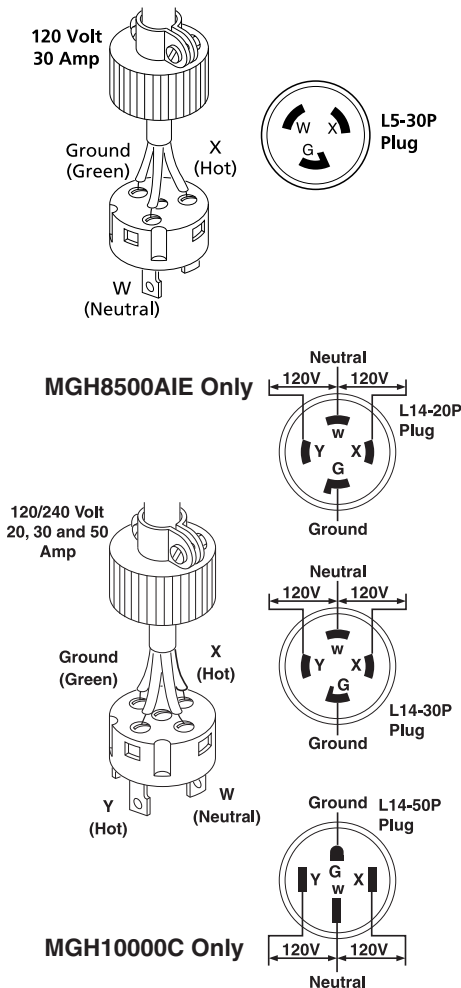 120 Volt
30 Amp
L5-30P
Plug
W X
G
Ground
(Green)
X
(Hot)
W
(Neutral)
MGH8500AIE Only
Neutral
120V 120V
L14-20P
Plug
W
Y X
G
Ground
120/240 Volt
20, 30 and 50
Amp
Ground
(Green)
X
(Hot)
Y
(Hot)
W
(Neutral)
Neutral
120V 120V
W
Y X
G
L14-30P
Plug
Ground
Ground
L14-50P
Plug
Y G X
W
MGH10000C Only
120V 120V
Neutral